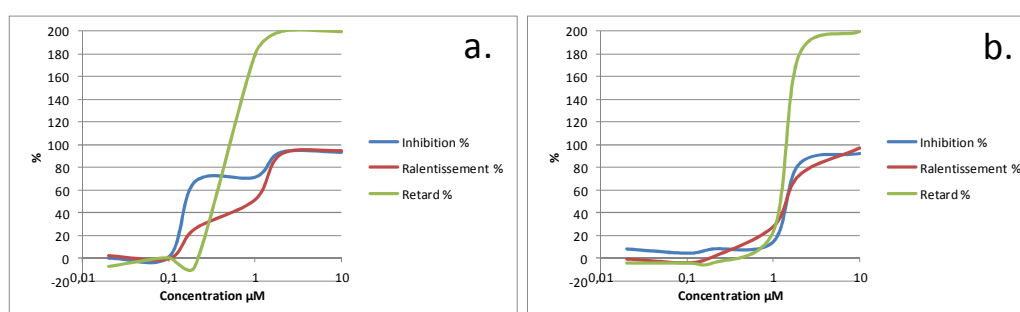 a.
200
180
160
140
120
100
80
60
40
20
0
-20
%
0,01 0,1 1 10
Concentration µM
Inhibition %
Ralentissement %
Retard %
b.
200
180
160
140
120
100
80
60
40
20
0
-20
%
0,01 0,1 1 10
Concentration µM
Inhibition %
Ralentissement %
Retard %